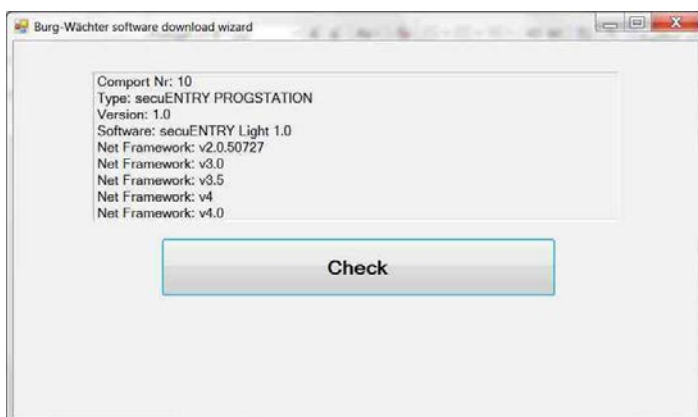 Burg-Wächter software download wizard
Comport Nr: 10
Type: secuENTRY PROGSTATION
Version: 1.0
Software: secuENTRY Light 1.0
Net Framework: v2.0.50727
Net Framework: v3.0
Net Framework: v3.5
Net Framework: v4
Net Framework: v4.0
Check